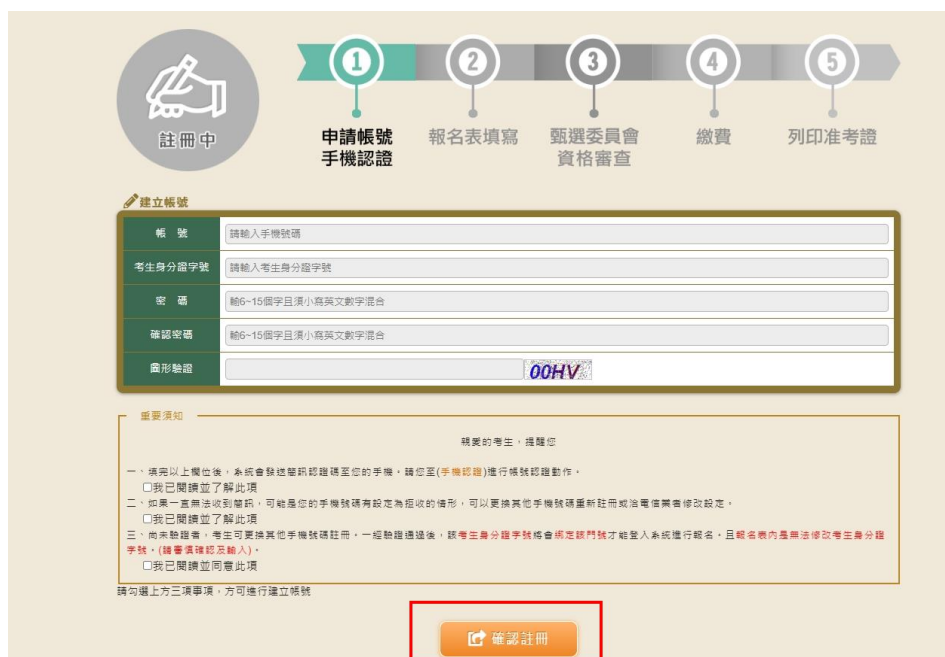 1 2 3 4 5
註冊中
申請帳號
手機認證
報名表填寫
甄選委員會
資格審查
繳費
列印准考證
建立帳號
帳 號
請輸入手機號碼
考生身分證字號
請輸入考生身分證字號
密 碼
輸6~15個字且須小寫英文數字混合
確認密碼
輸6~15個字且須小寫英文數字混合
圖形驗證
00HV
重要須知
親愛的考生,提醒您
一、填完以上欄位後,系統會發送簡訊認證碼至您的手機。請您至(手機認證)進行帳號認證動作。
我已閱讀並了解此項
二、如果一直無法收到簡訊,可能是您的手機號碼有設定為拒收的情形,可以更換其他手機號碼重新註冊或洽電信業者修改設定。
我已閱讀並了解此項
三、尚未驗證者,考生可更換其他手機號碼註冊。一經驗證通過後,該考生身分證字號將會綁定該門號才能登入系統進行報名。且報名表內是無法修改考生身分證
字號。(請審慎確認及輸入)。
我已閱讀並同意此項
請勾選上方三項事項,方可進行建立帳號
確認註冊